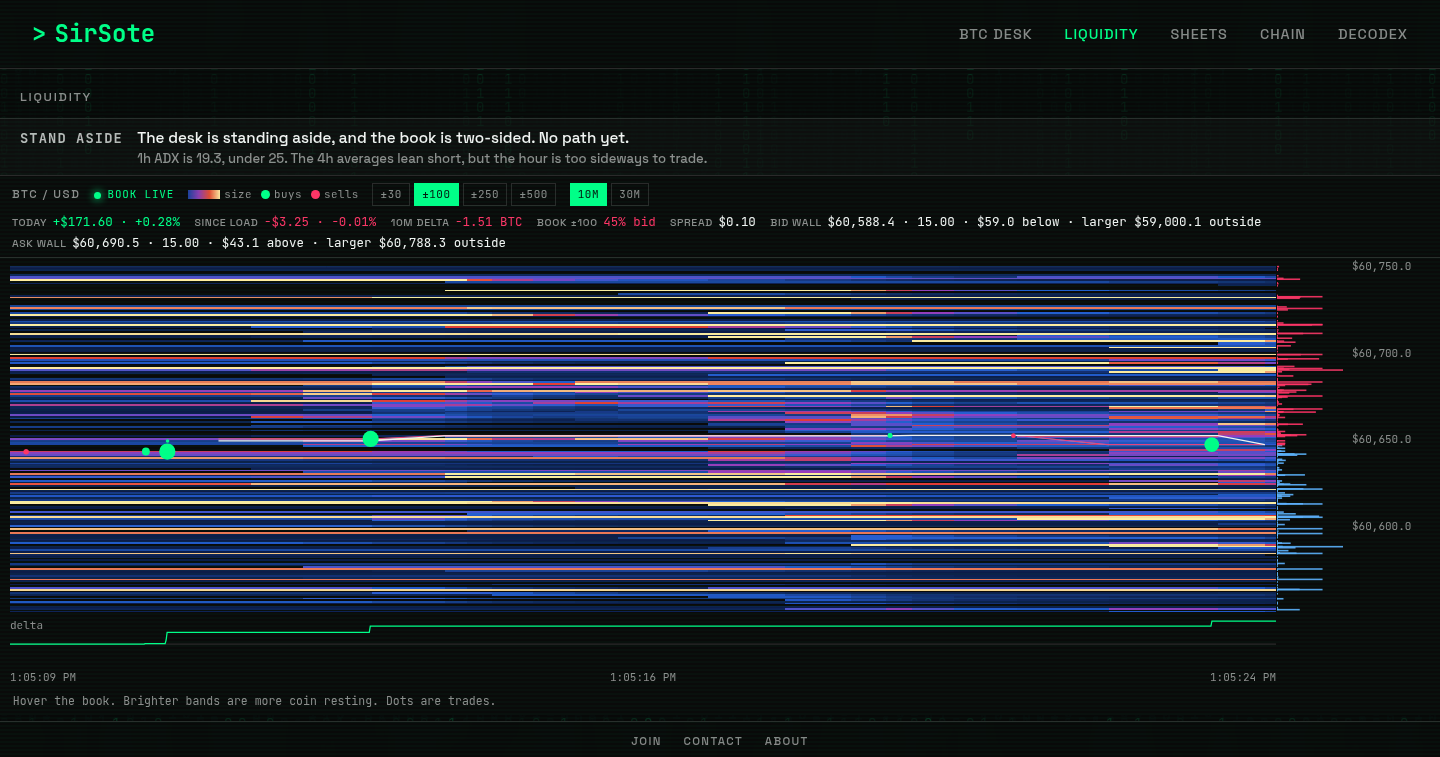 > SirSote
BTC DESK LIQUIDITY SHEETS CHAIN DECODEX
LIQUIDITY
STAND ASIDE The desk is standing aside, and the book is two-sided. No path yet.
1h ADX is 19.3, under 25. The 4h averages lean short, but the hour is too sideways to trade.
BTC / USD BOOK LIVE size buys sells ±30 ±100 ±250 ±500 10M 30M
TODAY +$171.60 · +0.28% SINCE LOAD -$3.25 · -0.01% 10M DELTA -1.51 BTC BOOK ±100 45% bid SPREAD $0.10 BID WALL $60,588.4 · 15.00 · $59.0 below · larger $59,000.1 outside
ASK WALL $60,690.5 · 15.00 · $43.1 above · larger $60,788.3 outside
$60,750.0
$60,700.0
$60,650.0
$60,600.0
delta
1:05:09 PM 1:05:16 PM 1:05:24 PM
Hover the book. Brighter bands are more coin resting. Dots are trades.
JOIN CONTACT ABOUT